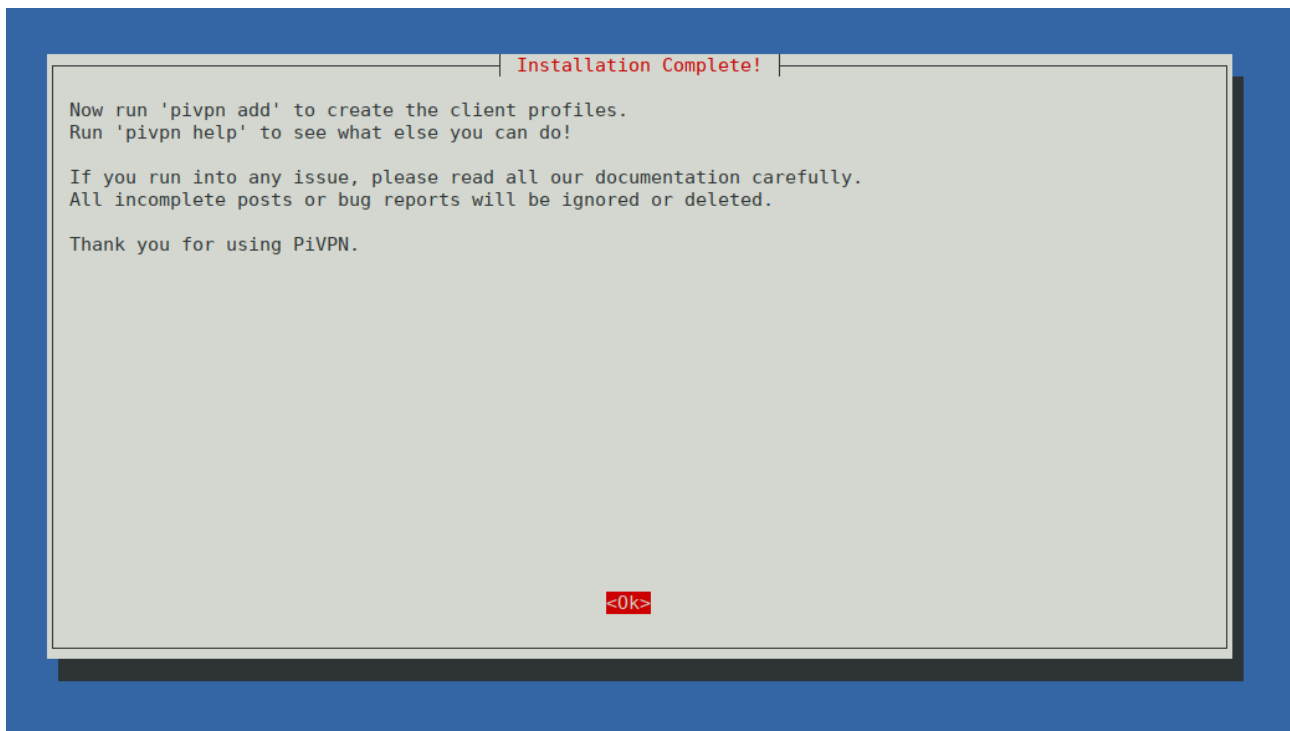 Installation Complete!
Now run 'pivpn add' to create the client profiles.
Run 'pivpn help' to see what else you can do!
If you run into any issue, please read all our documentation carefully.
All incomplete posts or bug reports will be ignored or deleted.
Thank you for using PiVPN.
<Ok>